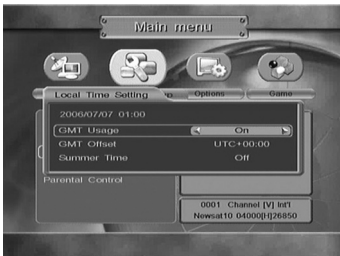 Main menu
Local Time Setting
Options
Game
2006/07/07 01:00
GMT Usage On
GMT Offset UTC+00:00
Summer Time Off
Parental Control
0001 Channel [V] Int'l
Newsat10 04000[H]26850